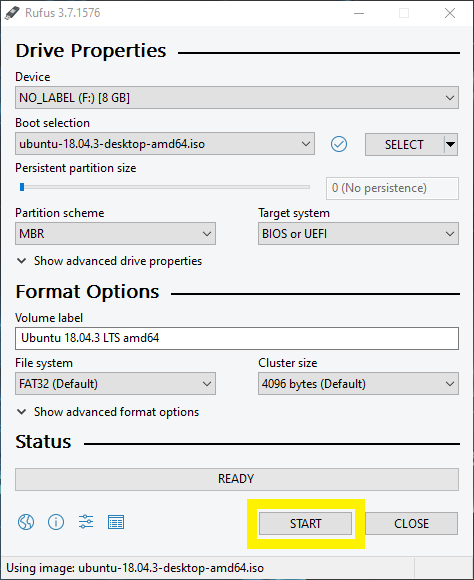 Rufus 3.7.1576
Drive Properties
Device
NO_LABEL (F:) [8 GB]
Boot selection
ubuntu-18.04.3-desktop-amd64.iso
SELECT
Persistent partition size
0 (No persistence)
Partition scheme
Target system
MBR
BIOS or UEFI
Show advanced drive properties
Format Options
Volume label
Ubuntu 18.04.3 LTS amd64
File system
Cluster size
FAT32 (Default)
4096 bytes (Default)
Show advanced format options
Status
READY
START
CLOSE
Using image: ubuntu-18.04.3-desktop-amd64.iso